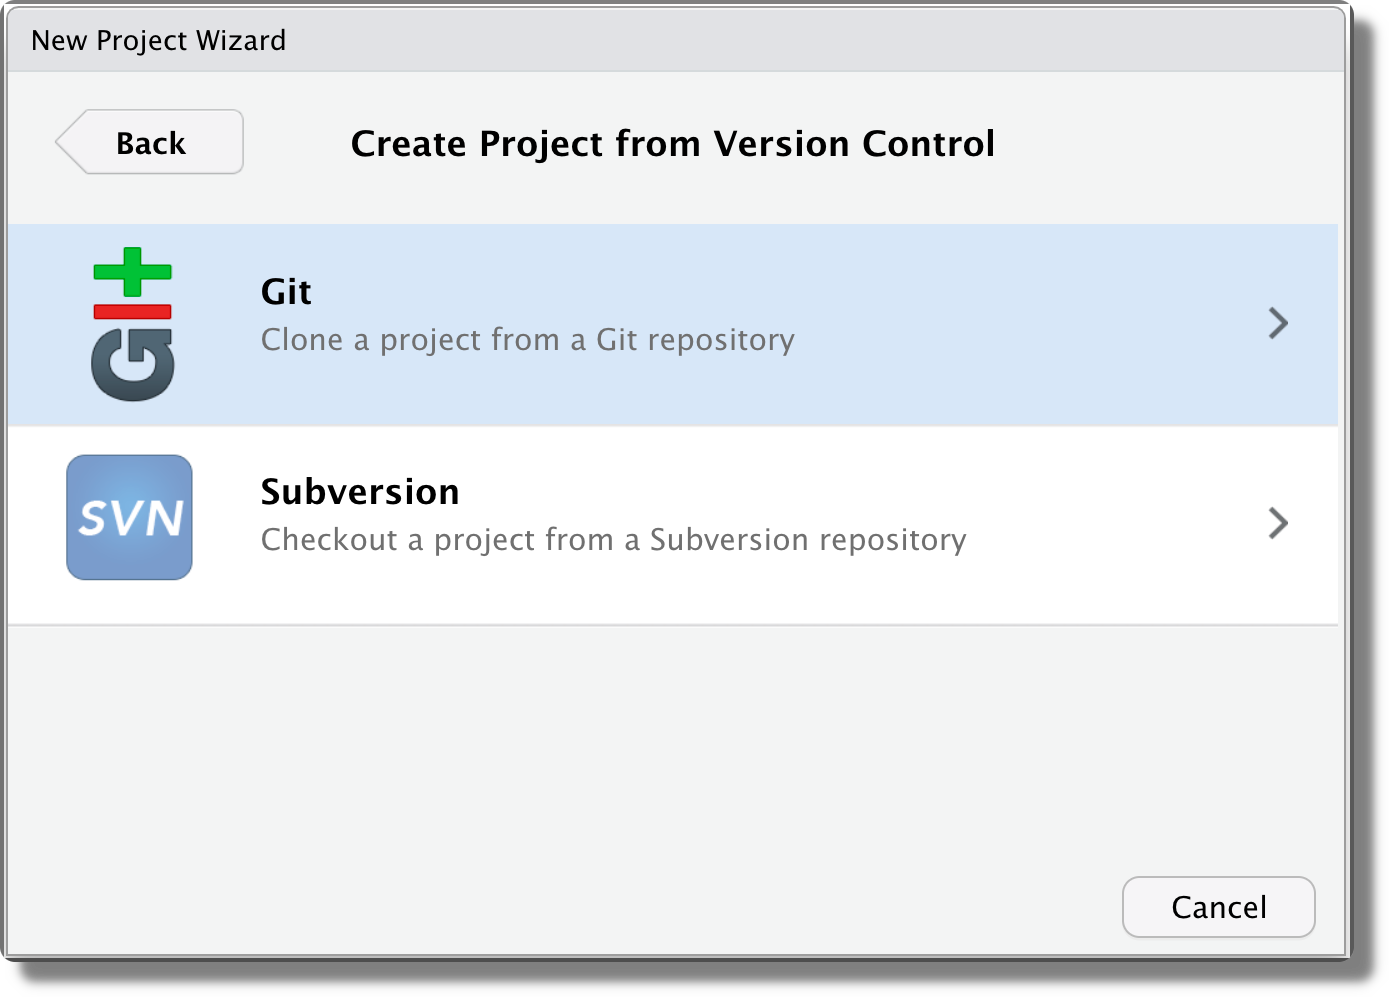 New Project Wizard
Back
Create Project from Version Control
Git
Git
Clone a project from a Git repository
SVN
Subversion
Checkout a project from a Subversion repository
Cancel